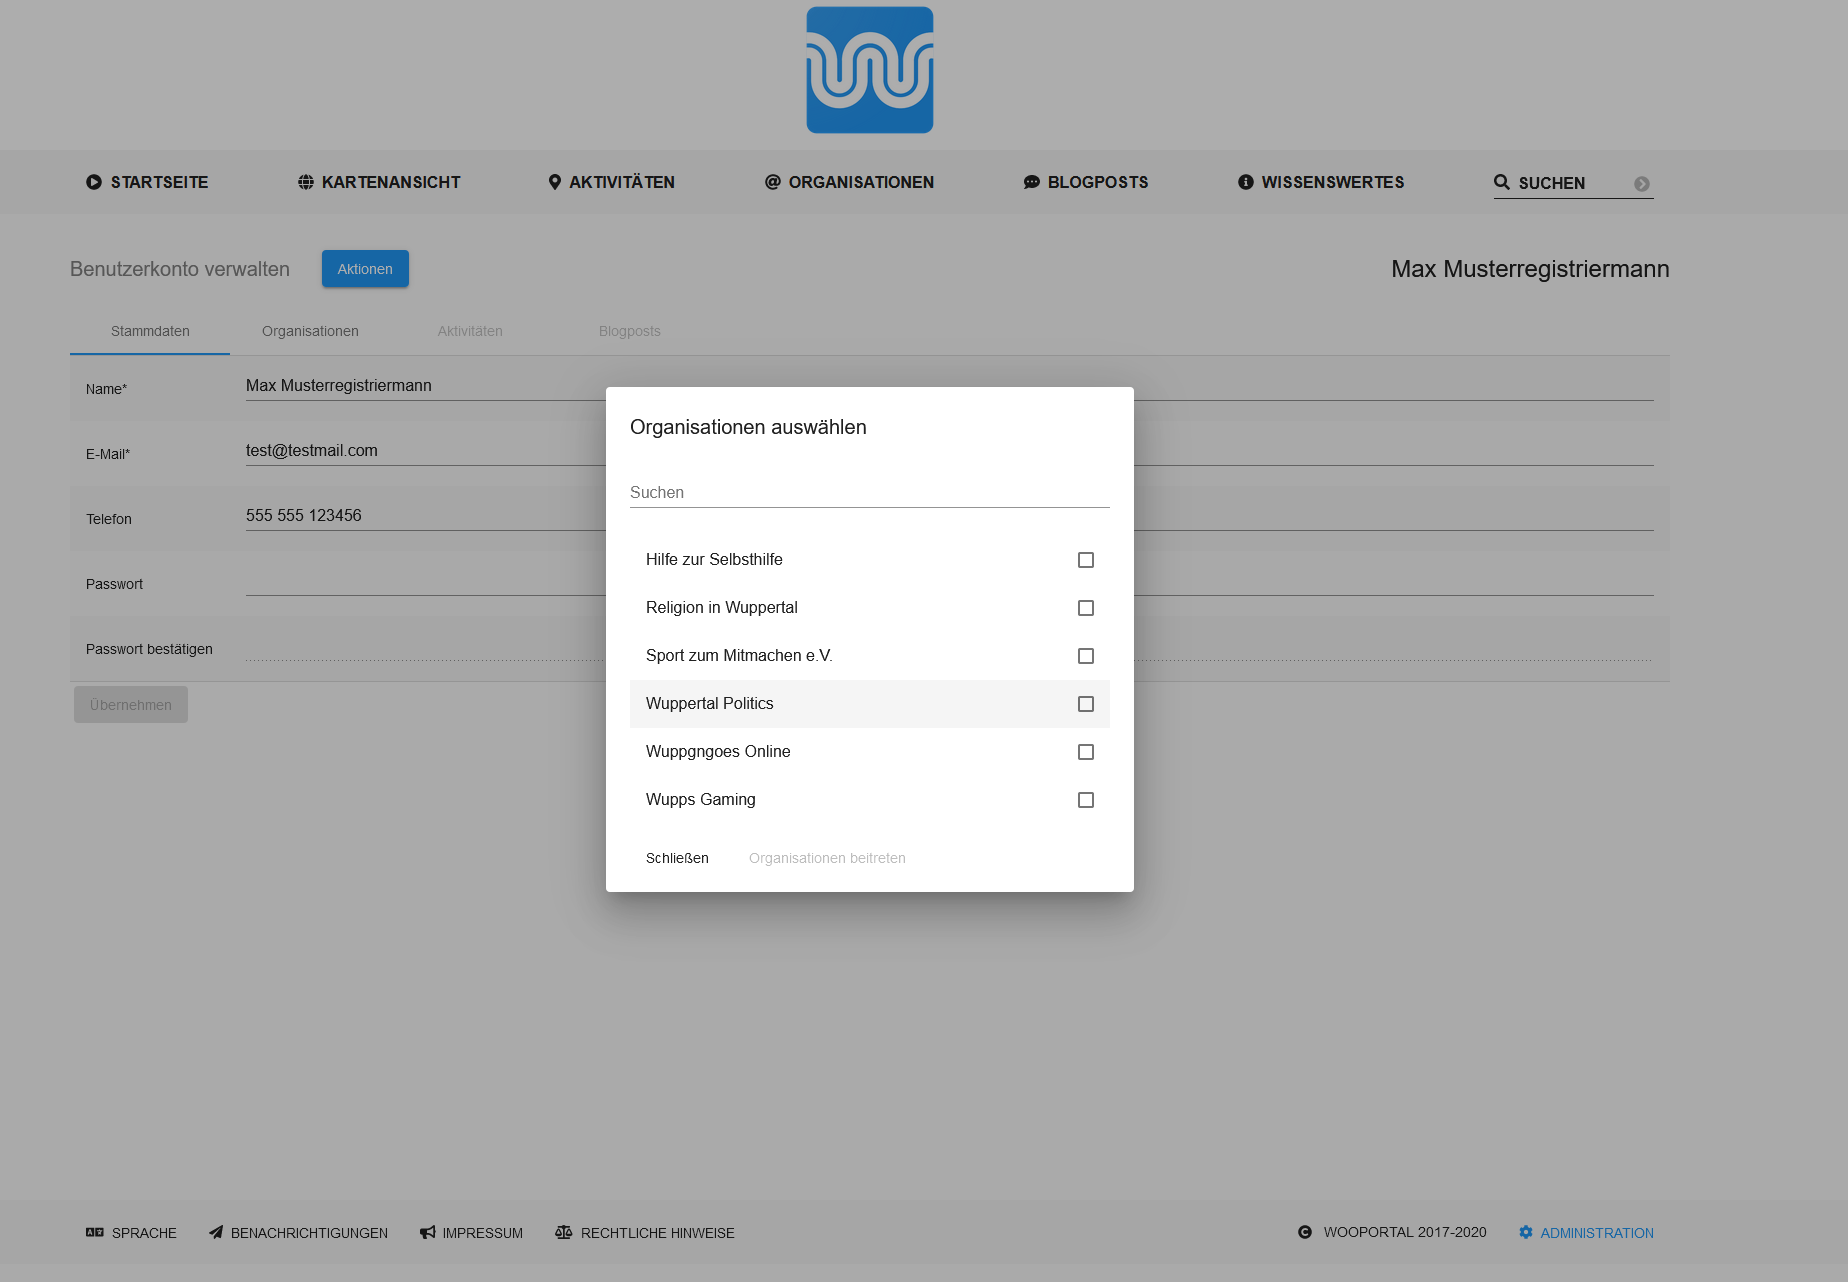 STARTSEITE
KARTENANSICHT
AKTIVITÄTEN
ORGANISATIONEN
BLOGPOSTS
WISSENSWERTES
SUCHEN
Benutzerkonto verwalten
Aktionen
Max Musterregistriermann
Stammdaten
Organisationen
Aktivitäten
Blogposts
Name*
Max Musterregistriermann
E-Mail*
test@testmail.com
Telefon
555 555 123456
Passwort
Passwort bestätigen
Übernehmen
Organisationen auswählen
Suchen
Hilfe zur Selbsthilfe
Religion in Wuppertal
Sport zum Mitmachen e.V.
Wuppertal Politics
Wuppgngoes Online
Wupps Gaming
Schließen
Organisationen beitreten
SPRACHE
BENACHRICHTIGUNGEN
IMPRESSUM
RECHTLICHE HINWEISE
WOOPORTAL 2017-2020
ADMINISTRATION